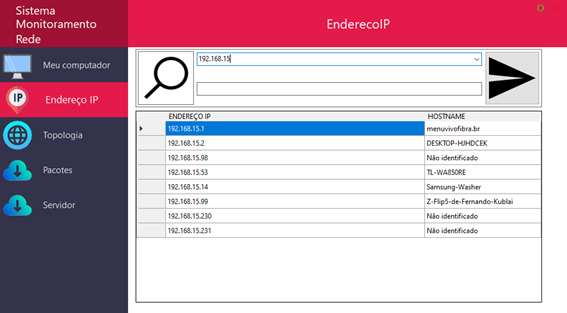 Sistema
Monitoramento
Rede
EnderecoIP
Meu computador
IP
Endereço IP
Topologia
Pacotes
Servidor
192.168.15
ENDEREÇO IP HOSTNAME
192.168.15.1 menuvivofibra.br
192.168.15.2 DESKTOP-HJHDCEK
192.168.15.98 Não identificado
192.168.15.53 TL-WA850RE
192.168.15.14 Samsung-Washer
192.168.15.99 Z-Flip5-de-Fernando-Kublai
192.168.15.230 Não identificado
192.168.15.231 Não identificado